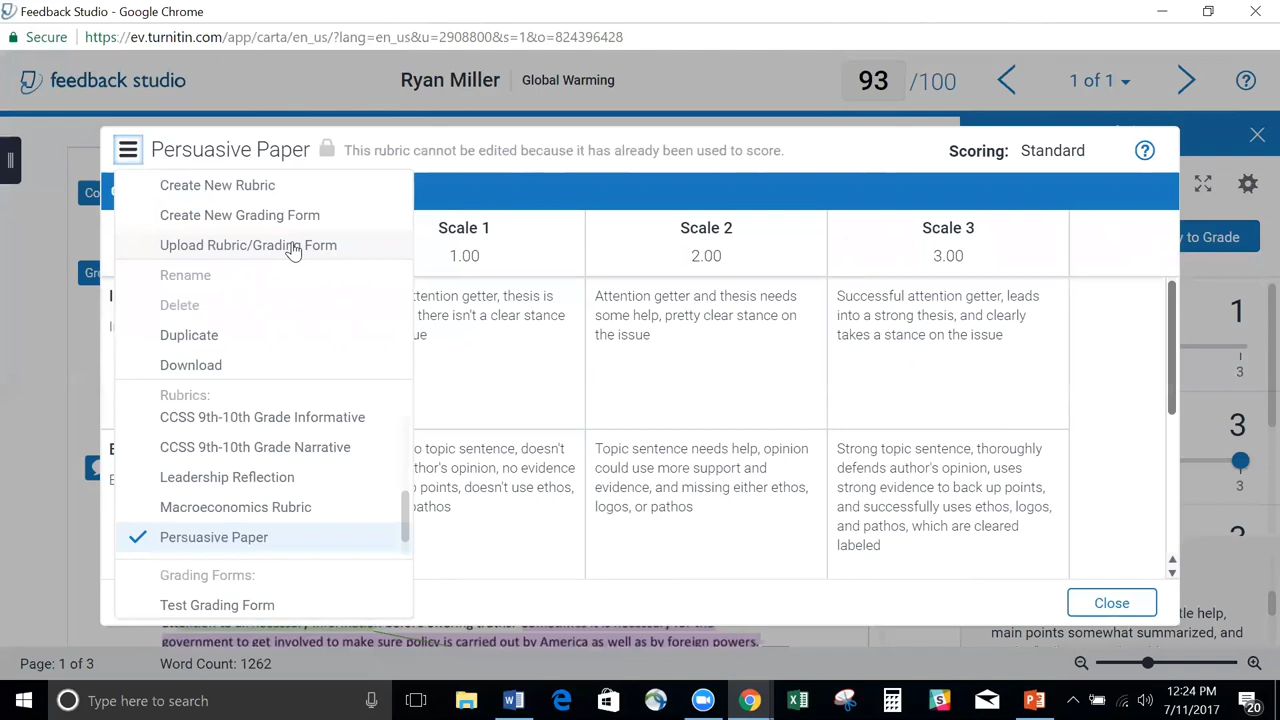 Feedback Studio - Google Chrome
Secure https://ev.turnitin.com/app/carta/en_us/?lang=en_us&u=2908800&s=1&o=824396428
feedback studio
Ryan Miller Global Warming
93 /100
1 of 1
Persuasive Paper This rubric cannot be edited because it has already been used to score.
Scoring: Standard
Create New Rubric
Create New Grading Form
Upload Rubric/Grading Form
Rename
Delete
Duplicate
Download
Rubrics:
CCSS 9th-10th Grade Informative
CCSS 9th-10th Grade Narrative
Leadership Reflection
Macroeconomics Rubric
Persuasive Paper
Grading Forms:
Test Grading Form
Scale 1
1.00
Scale 2
2.00
Scale 3
3.00
ttention getter, thesis is
there isn't a clear stance
ue
Attention getter and thesis needs
some help, pretty clear stance on
the issue
Successful attention getter, leads
into a strong thesis, and clearly
takes a stance on the issue
o topic sentence, doesn't
thor's opinion, no evidence
points, doesn't use ethos,
pathos
Topic sentence needs help, opinion
could use more support and
evidence, and missing either ethos,
logos, or pathos
Strong topic sentence, thoroughly
defends author's opinion, uses
strong evidence to back up points,
and successfully uses ethos, logos,
and pathos, which are cleared
labeled
Close
y to Grade
1
3
3
3
tle help,
main points somewhat summarized, and
government to get involved to make sure policy is carried out by America as well as by foreign powers.
Page: 1 of 3 Word Count: 1262
Type here to search
12:24 PM
7/11/2017
20